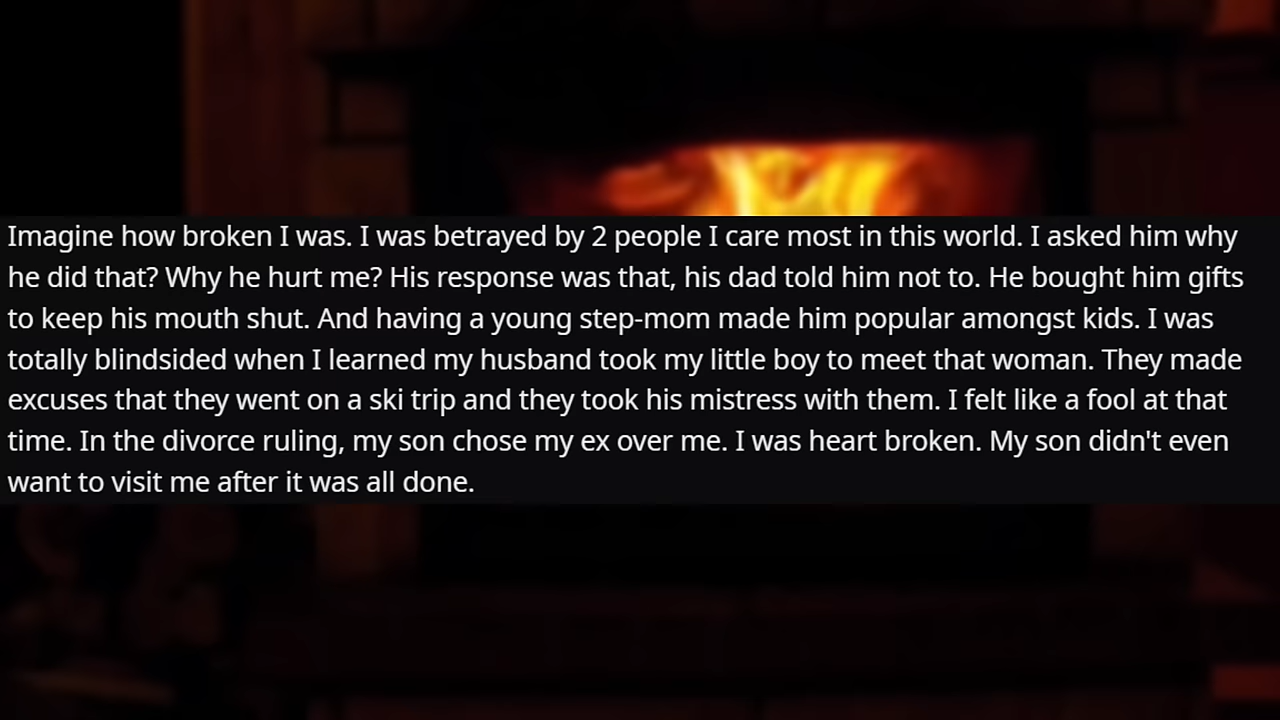 Imagine how broken I was. I was betrayed by 2 people I care most in this world. I asked him why
he did that? Why he hurt me? His response was that, his dad told him not to. He bought him gifts
to keep his mouth shut. And having a young step-mom made him popular amongst kids. I was
totally blindsided when I learned my husband took my little boy to meet that woman. They made
excuses that they went on a ski trip and they took his mistress with them. I felt like a fool at that
time. In the divorce ruling, my son chose my ex over me. I was heart broken. My son didn't even
want to visit me after it was all done.